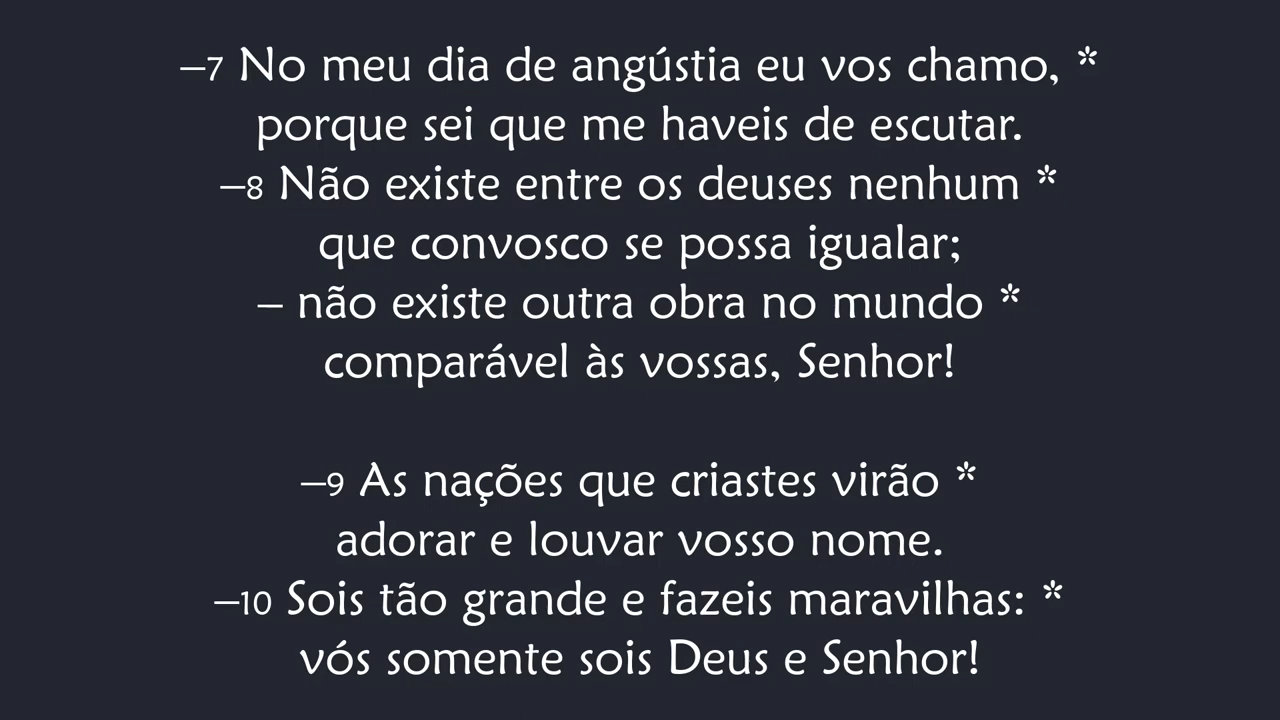 –7 No meu dia de angústia eu vos chamo, *
porque sei que me haveis de escutar.
–8 Não existe entre os deuses nenhum *
que convosco se possa igualar;
– não existe outra obra no mundo *
comparável às vossas, Senhor!
–9 As nações que criastes virão *
adorar e louvar vosso nome.
–10 Sois tão grande e fazeis maravilhas: *
vós somente sois Deus e Senhor!